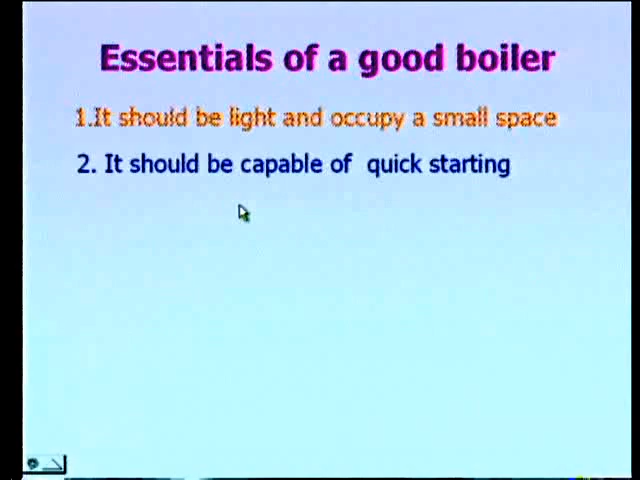 Essentials of a good boiler
1.It should be light and occupy a small space
2. It should be capable of quick starting